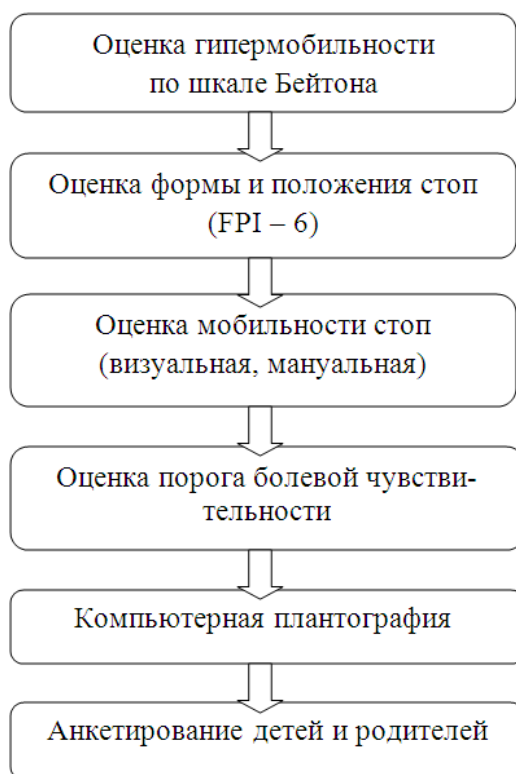 Оценка гипермобильности
по шкале Бейтона
Оценка формы и положения стоп
(FPI – 6)
Оценка мобильности стоп
(визуальная, мануальная)
Оценка порога болевой чувстви-
тельности
Компьютерная плантография
Анкетирование детей и родителей